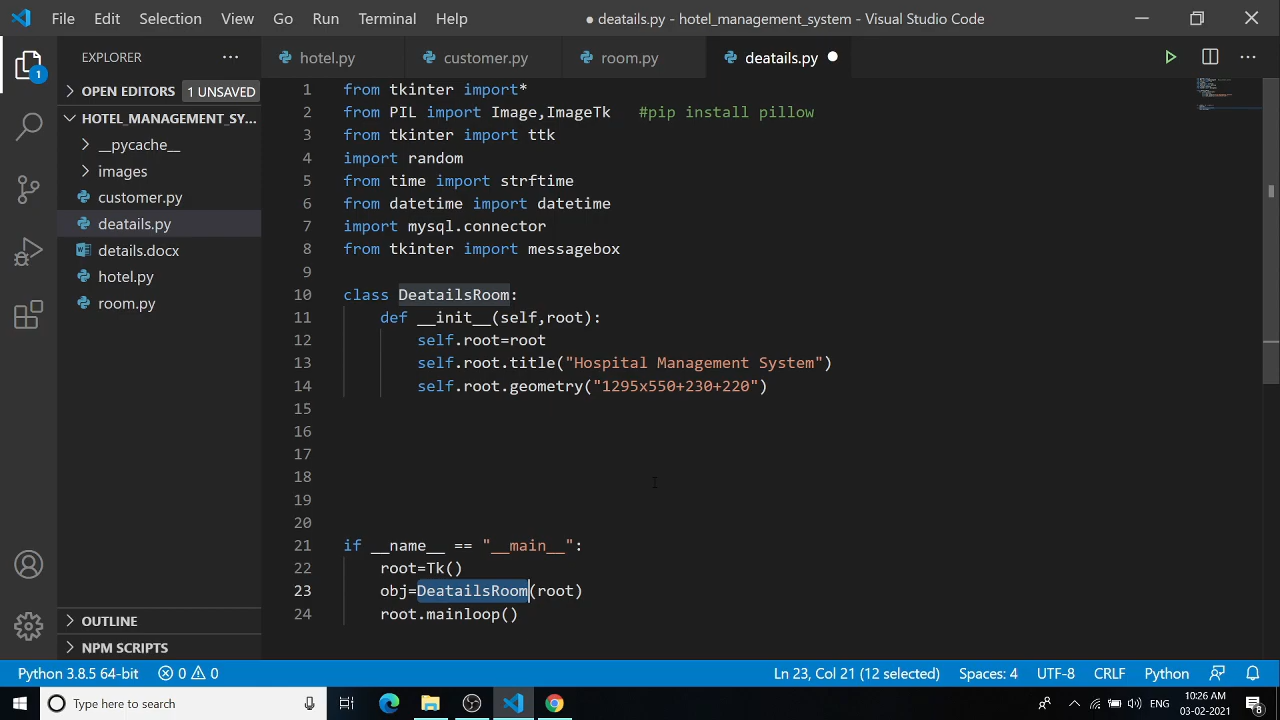 File Edit Selection View Go Run Terminal Help ● deatails.py - hotel_management_system - Visual Studio Code
EXPLORER ··· hotel.py customer.py room.py deatails.py ● ···
OPEN EDITORS 1 UNSAVED
HOTEL_MANAGEMENT_SY...
__pycache__
images
customer.py
deatails.py
details.docx
hotel.py
room.py
OUTLINE
NPM SCRIPTS
1
1 from tkinter import*
2 from PIL import Image,ImageTk   #pip install pillow
3 from tkinter import ttk
4 import random
5 from time import strftime
6 from datetime import datetime
7 import mysql.connector
8 from tkinter import messagebox
9
10 class DeatailsRoom:
11     def __init__(self,root):
12         self.root=root
13         self.root.title("Hospital Management System")
14         self.root.geometry("1295x550+230+220")
15
16
17
18
19
20
21 if __name__ == "__main__":
22     root=Tk()
23     obj=DeatailsRoom(root)
24     root.mainloop()
Python 3.8.5 64-bit 0 0 Ln 23, Col 21 (12 selected) Spaces: 4 UTF-8 CRLF Python
Type here to search ENG 10:26 AM
03-02-2021 8